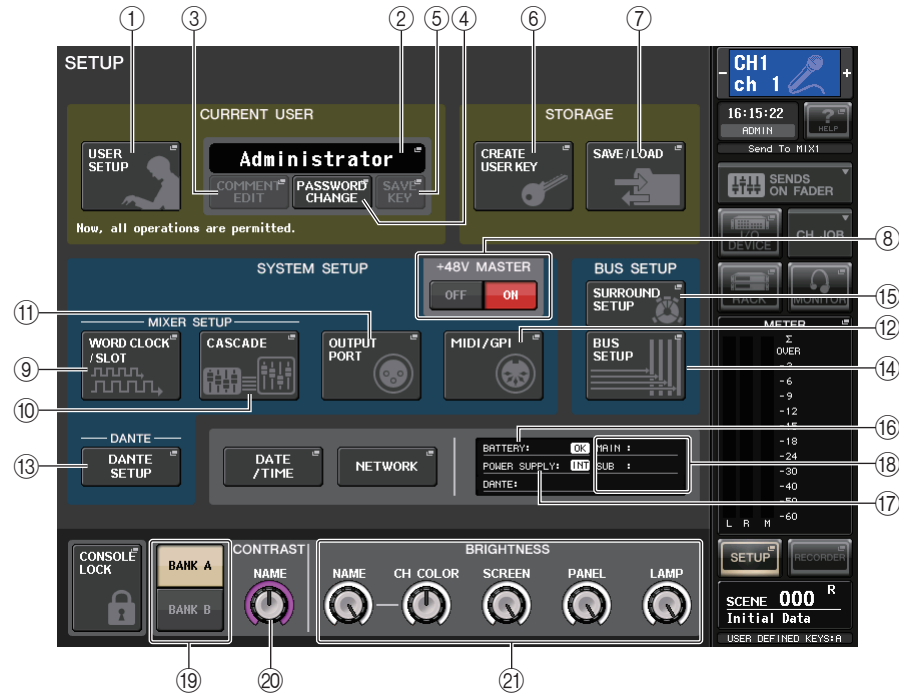 ① ③ ② ⑤ ④ ⑥ ⑦
SETUP
CURRENT USER
STORAGE
USER SETUP
Administrator
COMMENT EDIT
PASSWORD CHANGE
SAVE KEY
CREATE USER KEY
SAVE/LOAD
Now, all operations are permitted.
SYSTEM SETUP
+48V MASTER
OFF
ON
BUS SETUP
SURROUND SETUP
MIXER SETUP
WORD CLOCK /SLOT
CASCADE
OUTPUT PORT
MIDI/GPI
BUS SETUP
DANTE
DANTE SETUP
DATE /TIME
NETWORK
BATTERY: OK MAIN :
POWER SUPPLY: INT SUB :
DANTE:
CONSOLE LOCK
BANK A
BANK B
CONTRAST
NAME
BRIGHTNESS
NAME
CH COLOR
SCREEN
PANEL
LAMP
- CH1 +
ch 1
16:15:22
ADMIN
? HELP
Send To MIX1
SENDS ON FADER
I/O DEVICE
CH JOB
RACK
MONITOR
METER
Σ
OVER
-3
-6
-9
-12
-15
-18
-24
-30
-40
-50
-60
L R M
SETUP
RECORDER
SCENE 000 R
Initial Data
USER DEFINED KEYS:A
⑧
⑪
⑮
⑫
⑨
⑭
⑩
⑯
⑬
⑱
⑰
⑲ ⑳ ㉑